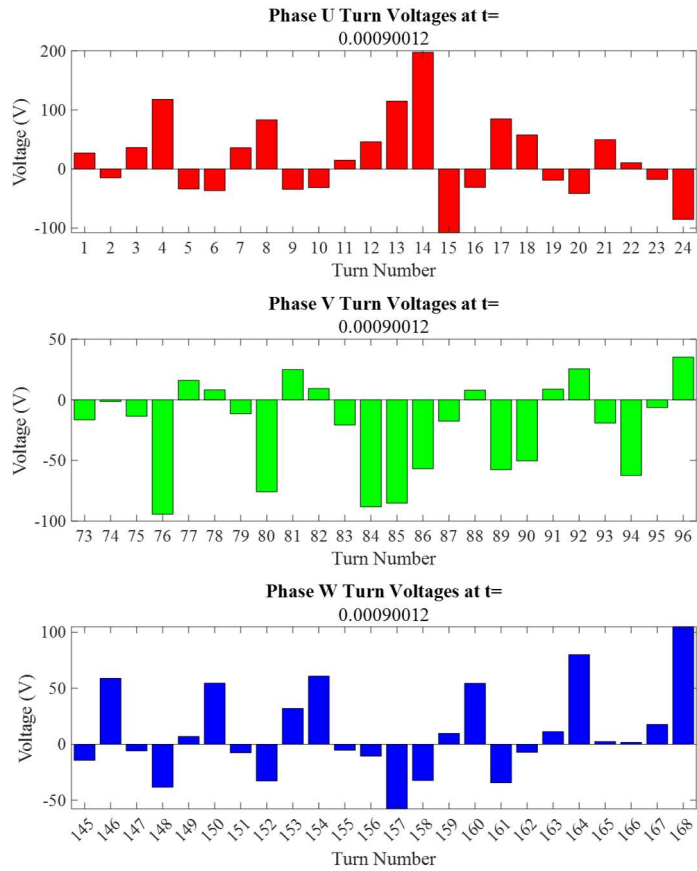 Phase U Turn Voltages at t=
0.00090012
200
100
0
-100
Voltage (V)
1 2 3 4 5 6 7 8 9 10 11 12 13 14 15 16 17 18 19 20 21 22 23 24
Turn Number
Phase V Turn Voltages at t=
0.00090012
50
0
-50
-100
Voltage (V)
73 74 75 76 77 78 79 80 81 82 83 84 85 86 87 88 89 90 91 92 93 94 95 96
Turn Number
Phase W Turn Voltages at t=
0.00090012
100
50
0
-50
Voltage (V)
145 146 147 148 149 150 151 152 153 154 155 156 157 158 159 160 161 162 163 164 165 166 167 168
Turn Number